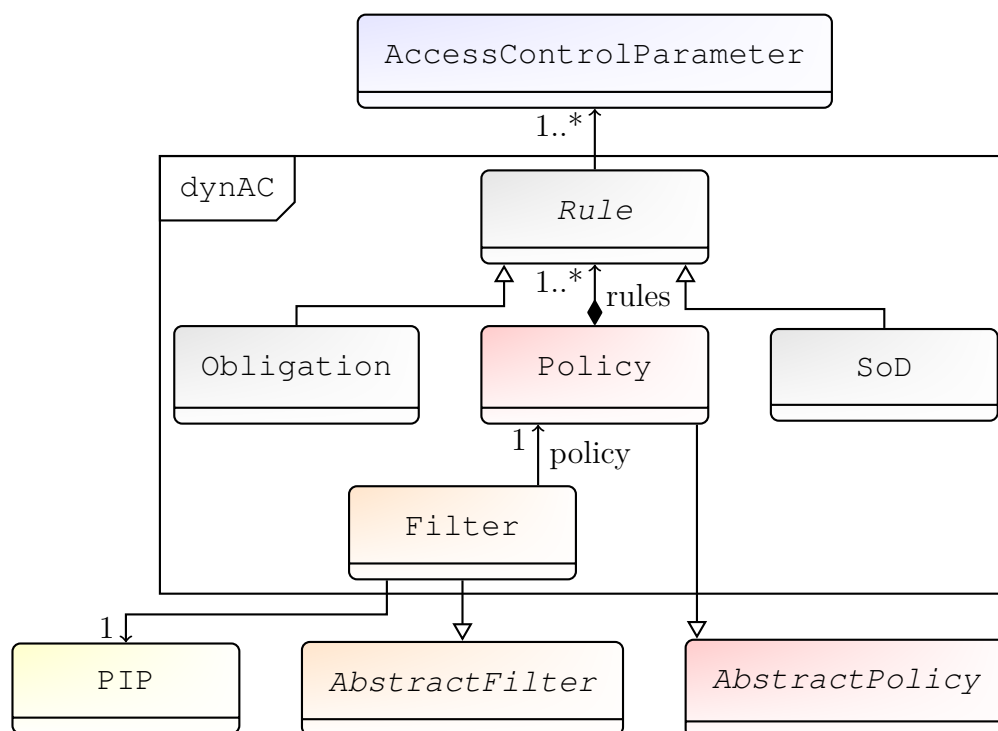 AccessControlParameter
1..*
dynAC
Rule
1..*
rules
Obligation
Policy
SoD
1
policy
Filter
1
PIP
AbstractFilter
AbstractPolicy